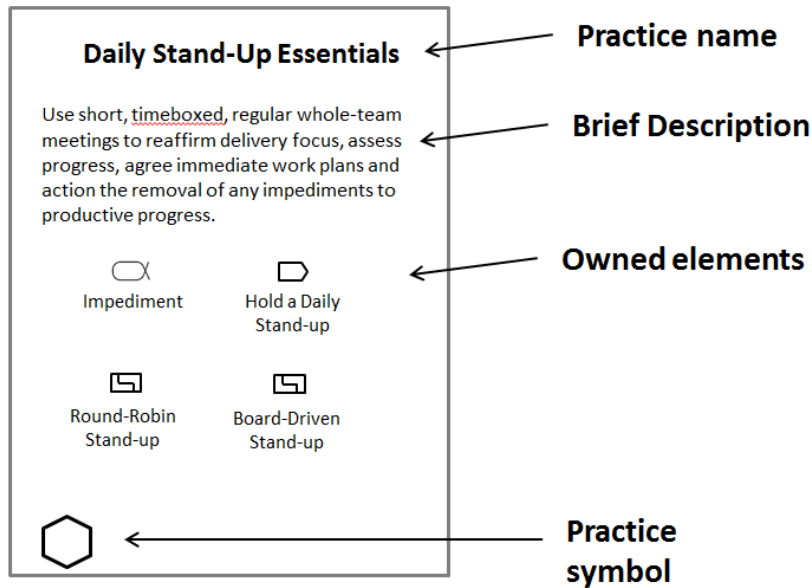 Daily Stand-Up Essentials
Practice name
Use short, timeboxed, regular whole-team
meetings to reaffirm delivery focus, assess
progress, agree immediate work plans and
action the removal of any impediments to
productive progress.
Brief Description
Owned elements
Impediment
Hold a Daily
Stand-up
Round-Robin
Stand-up
Board-Driven
Stand-up
Practice
symbol